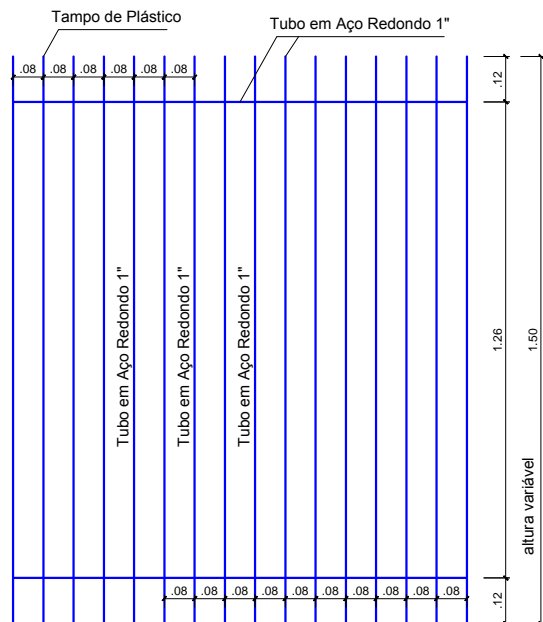 Tampo de Plástico
Tubo em Aço Redondo 1"
.08 .08 .08 .08 .08 .08
.12
Tubo em Aço Redondo 1"
Tubo em Aço Redondo 1"
Tubo em Aço Redondo 1"
1.26
1.50
altura variável
.08 .08 .08 .08 .08 .08 .08 .08 .08 .08
.12